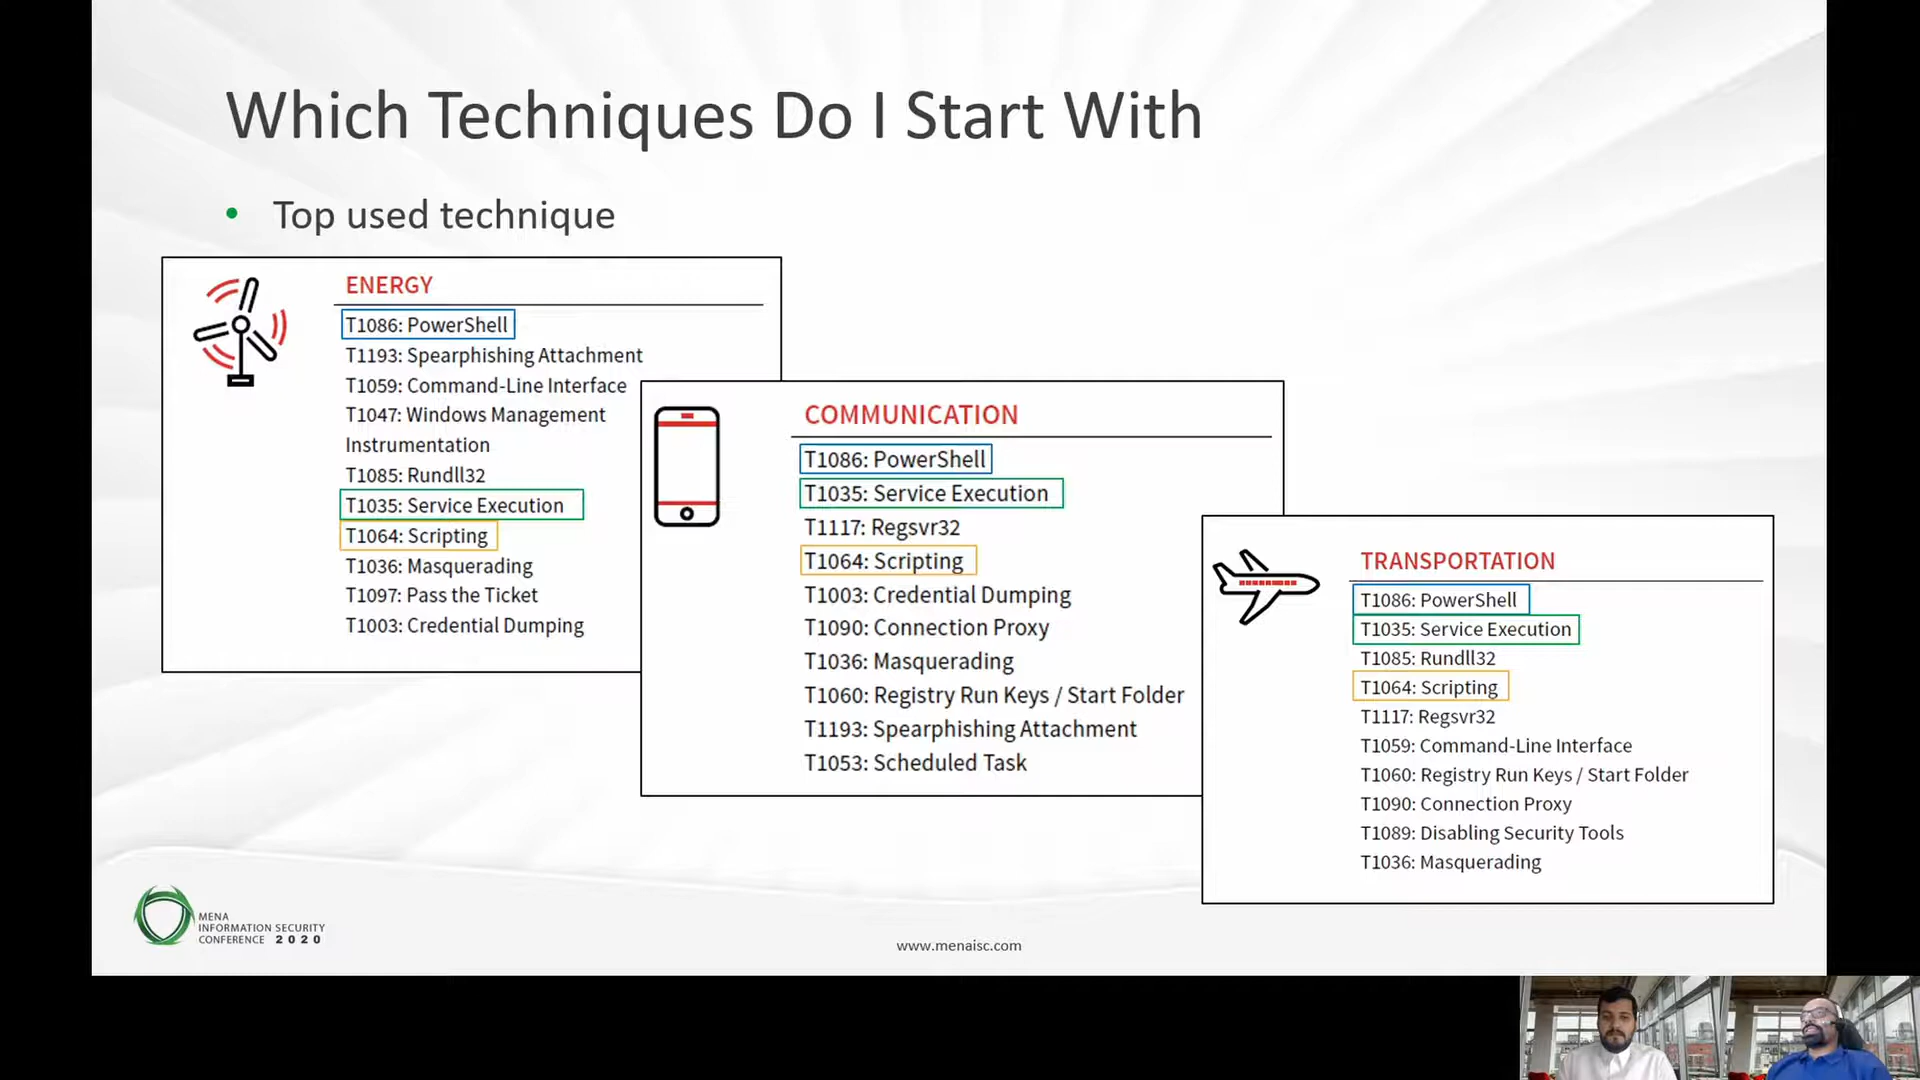 Which Techniques Do I Start With
• Top used technique
ENERGY
T1086: PowerShell
T1193: Spearphishing Attachment
T1059: Command-Line Interface
T1047: Windows Management
Instrumentation
T1085: Rundll32
T1035: Service Execution
T1064: Scripting
T1036: Masquerading
T1097: Pass the Ticket
T1003: Credential Dumping
COMMUNICATION
T1086: PowerShell
T1035: Service Execution
T1117: Regsvr32
T1064: Scripting
T1003: Credential Dumping
T1090: Connection Proxy
T1036: Masquerading
T1060: Registry Run Keys / Start Folder
T1193: Spearphishing Attachment
T1053: Scheduled Task
TRANSPORTATION
T1086: PowerShell
T1035: Service Execution
T1085: Rundll32
T1064: Scripting
T1117: Regsvr32
T1059: Command-Line Interface
T1060: Registry Run Keys / Start Folder
T1090: Connection Proxy
T1089: Disabling Security Tools
T1036: Masquerading
MENA
INFORMATION SECURITY
CONFERENCE 2020
www.menaisc.com